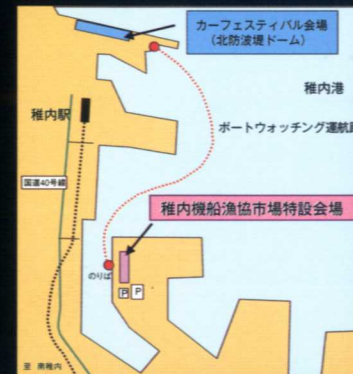 カーフェスティバル会場
(北防波堤ドーム)
稚内港
稚内駅
ポートウォッチング運航
国道40号線
稚内機船漁協市場特設会場
のりば
P P
至 南稚内